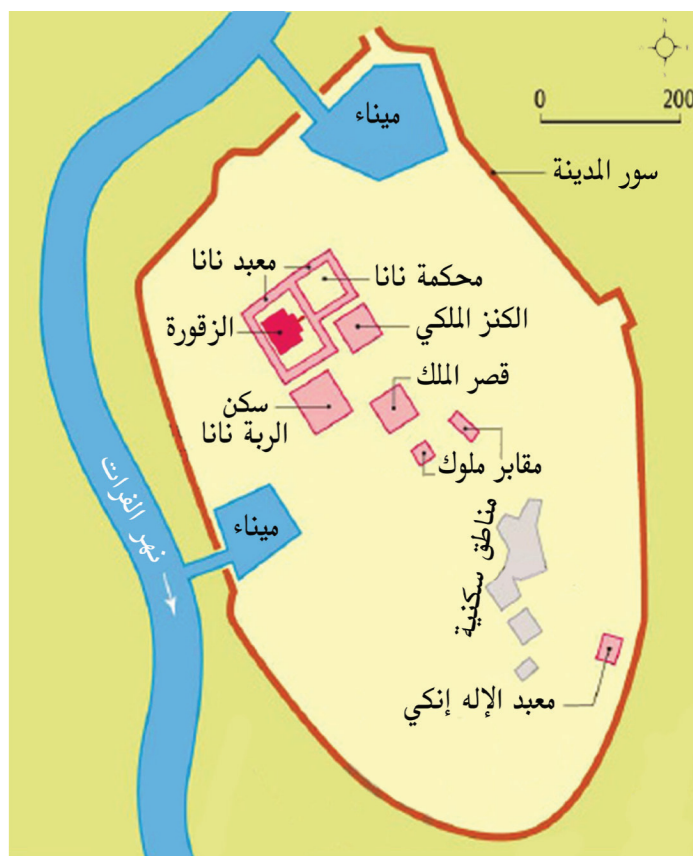 ميناء
0
200
سور المدينة
معبد نانا
محكمة نانا
الزقورة
الكنز الملكي
قصر الملك
سكن
الربة نانا
مقابر ملوك
نهر الفرات
ميناء
مناطق سكنية
معبد الإله إنكي